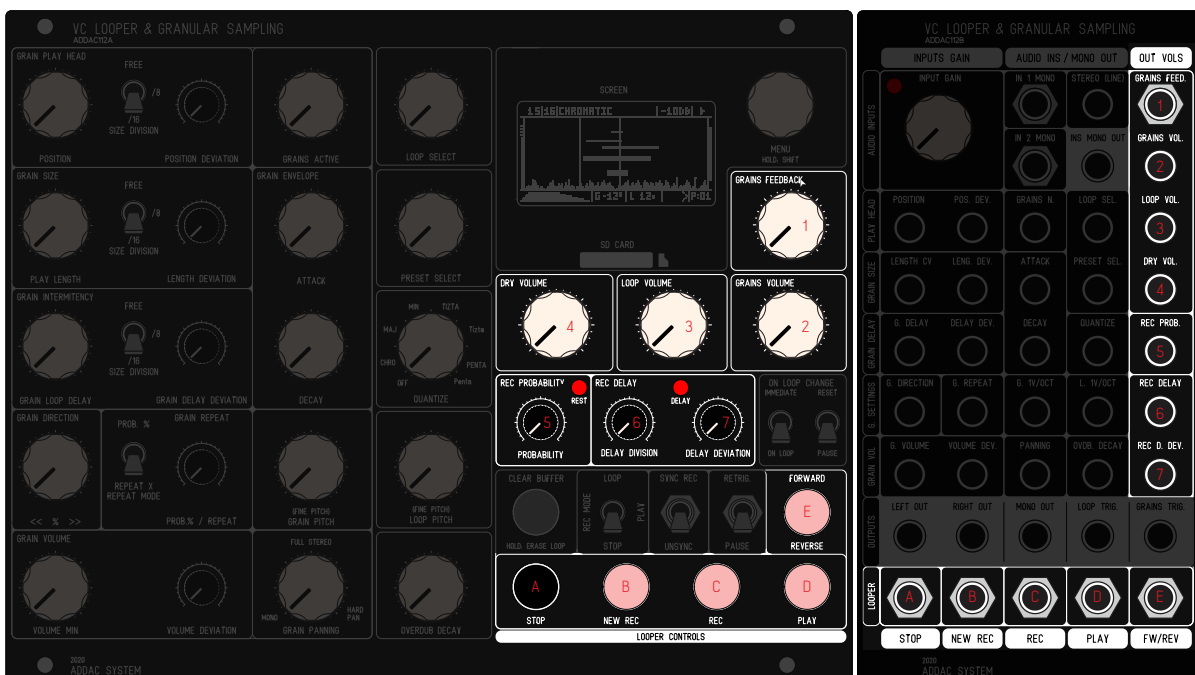 VC LOOPER & GRANULAR SAMPLING
ADDAC112A
GRAIN PLAY HEAD
FREE
/8
/16
SIZE DIVISION
POSITION
POSITION DEVIATION
GRAINS ACTIVE
LOOP SELECT
SCREEN
15|16|CHROMATIC
|-10DB|
MENU
HOLD: SHIFT
GRAIN SIZE
FREE
/8
/16
SIZE DIVISION
PLAY LENGTH
LENGTH DEVIATION
GRAIN ENVELOPE
ATTACK
PRESET SELECT
SD CARD
GRAINS FEEDBACK
1
GRAIN INTERMITENCY
FREE
/8
/16
SIZE DIVISION
GRAIN LOOP DELAY
GRAIN DELAY DEVIATION
DECAY
MIN
MAJ
CHRO
OFF
PENTA
Penta
QUANTIZE
DRY VOLUME
4
LOOP VOLUME
3
GRAINS VOLUME
2
REC PROBABILITY
REST
5
PROBABILITY
REC DELAY
DELAY
6
7
DELAY DIVISION
DELAY DEVIATION
ON LOOP CHANGE
IMMEDIATE
RESET
ON LOOP
PAUSE
GRAIN DIRECTION
<< % >>
PROB. %
REPEAT X
REPEAT MODE
GRAIN REPEAT
PROB.% / REPEAT
(FINE PITCH)
GRAIN PITCH
(FINE PITCH)
LOOP PITCH
CLEAR BUFFER
HOLD: ERASE LOOP
REC MODE
LOOP
PLAY
STOP
SYNC REC
UNSYNC
RETRIG.
PAUSE
FORWARD
E
REVERSE
GRAIN VOLUME
VOLUME MIN
VOLUME DEVIATION
FULL STEREO
MONO
HARD
PAN
GRAIN PANNING
OVERDUB DECAY
A
B
C
D
STOP
NEW REC
REC
PLAY
LOOPER CONTROLS
2020
ADDAC SYSTEM
VC LOOPER & GRANULAR SAMPLING
ADDAC112B
INPUTS GAIN
AUDIO INS / MONO OUT
OUT VOLS
AUDIO INPUTS
INPUT GAIN
IN 1 MONO
STEREO (LINE)
GRAINS FEED.
1
IN 2 MONO
INS MONO OUT
GRAINS VOL.
2
PLAY HEAD
POSITION
POS. DEV.
GRAINS N.
LOOP SEL.
LOOP VOL.
3
GRAIN SIZE
LENGTH CV
LENG. DEV.
ATTACK
PRESET SEL.
DRY VOL.
4
GRAIN DELAY
G. DELAY
DELAY DEV.
DECAY
QUANTIZE
REC PROB.
5
G. SETTINGS
G. DIRECTION
G. REPEAT
G. 1V/OCT
L. 1V/OCT
REC DELAY
6
GRAIN VOL
G. VOLUME
VOLUME DEV.
PANNING
OVDB. DECAY
REC D. DEV.
7
OUTPUTS
LEFT OUT
RIGHT OUT
MONO OUT
LOOP TRIG.
GRAINS TRIG.
LOOPER
A
B
C
D
E
STOP
NEW REC
REC
PLAY
FW/REV
2020
ADDAC SYSTEM